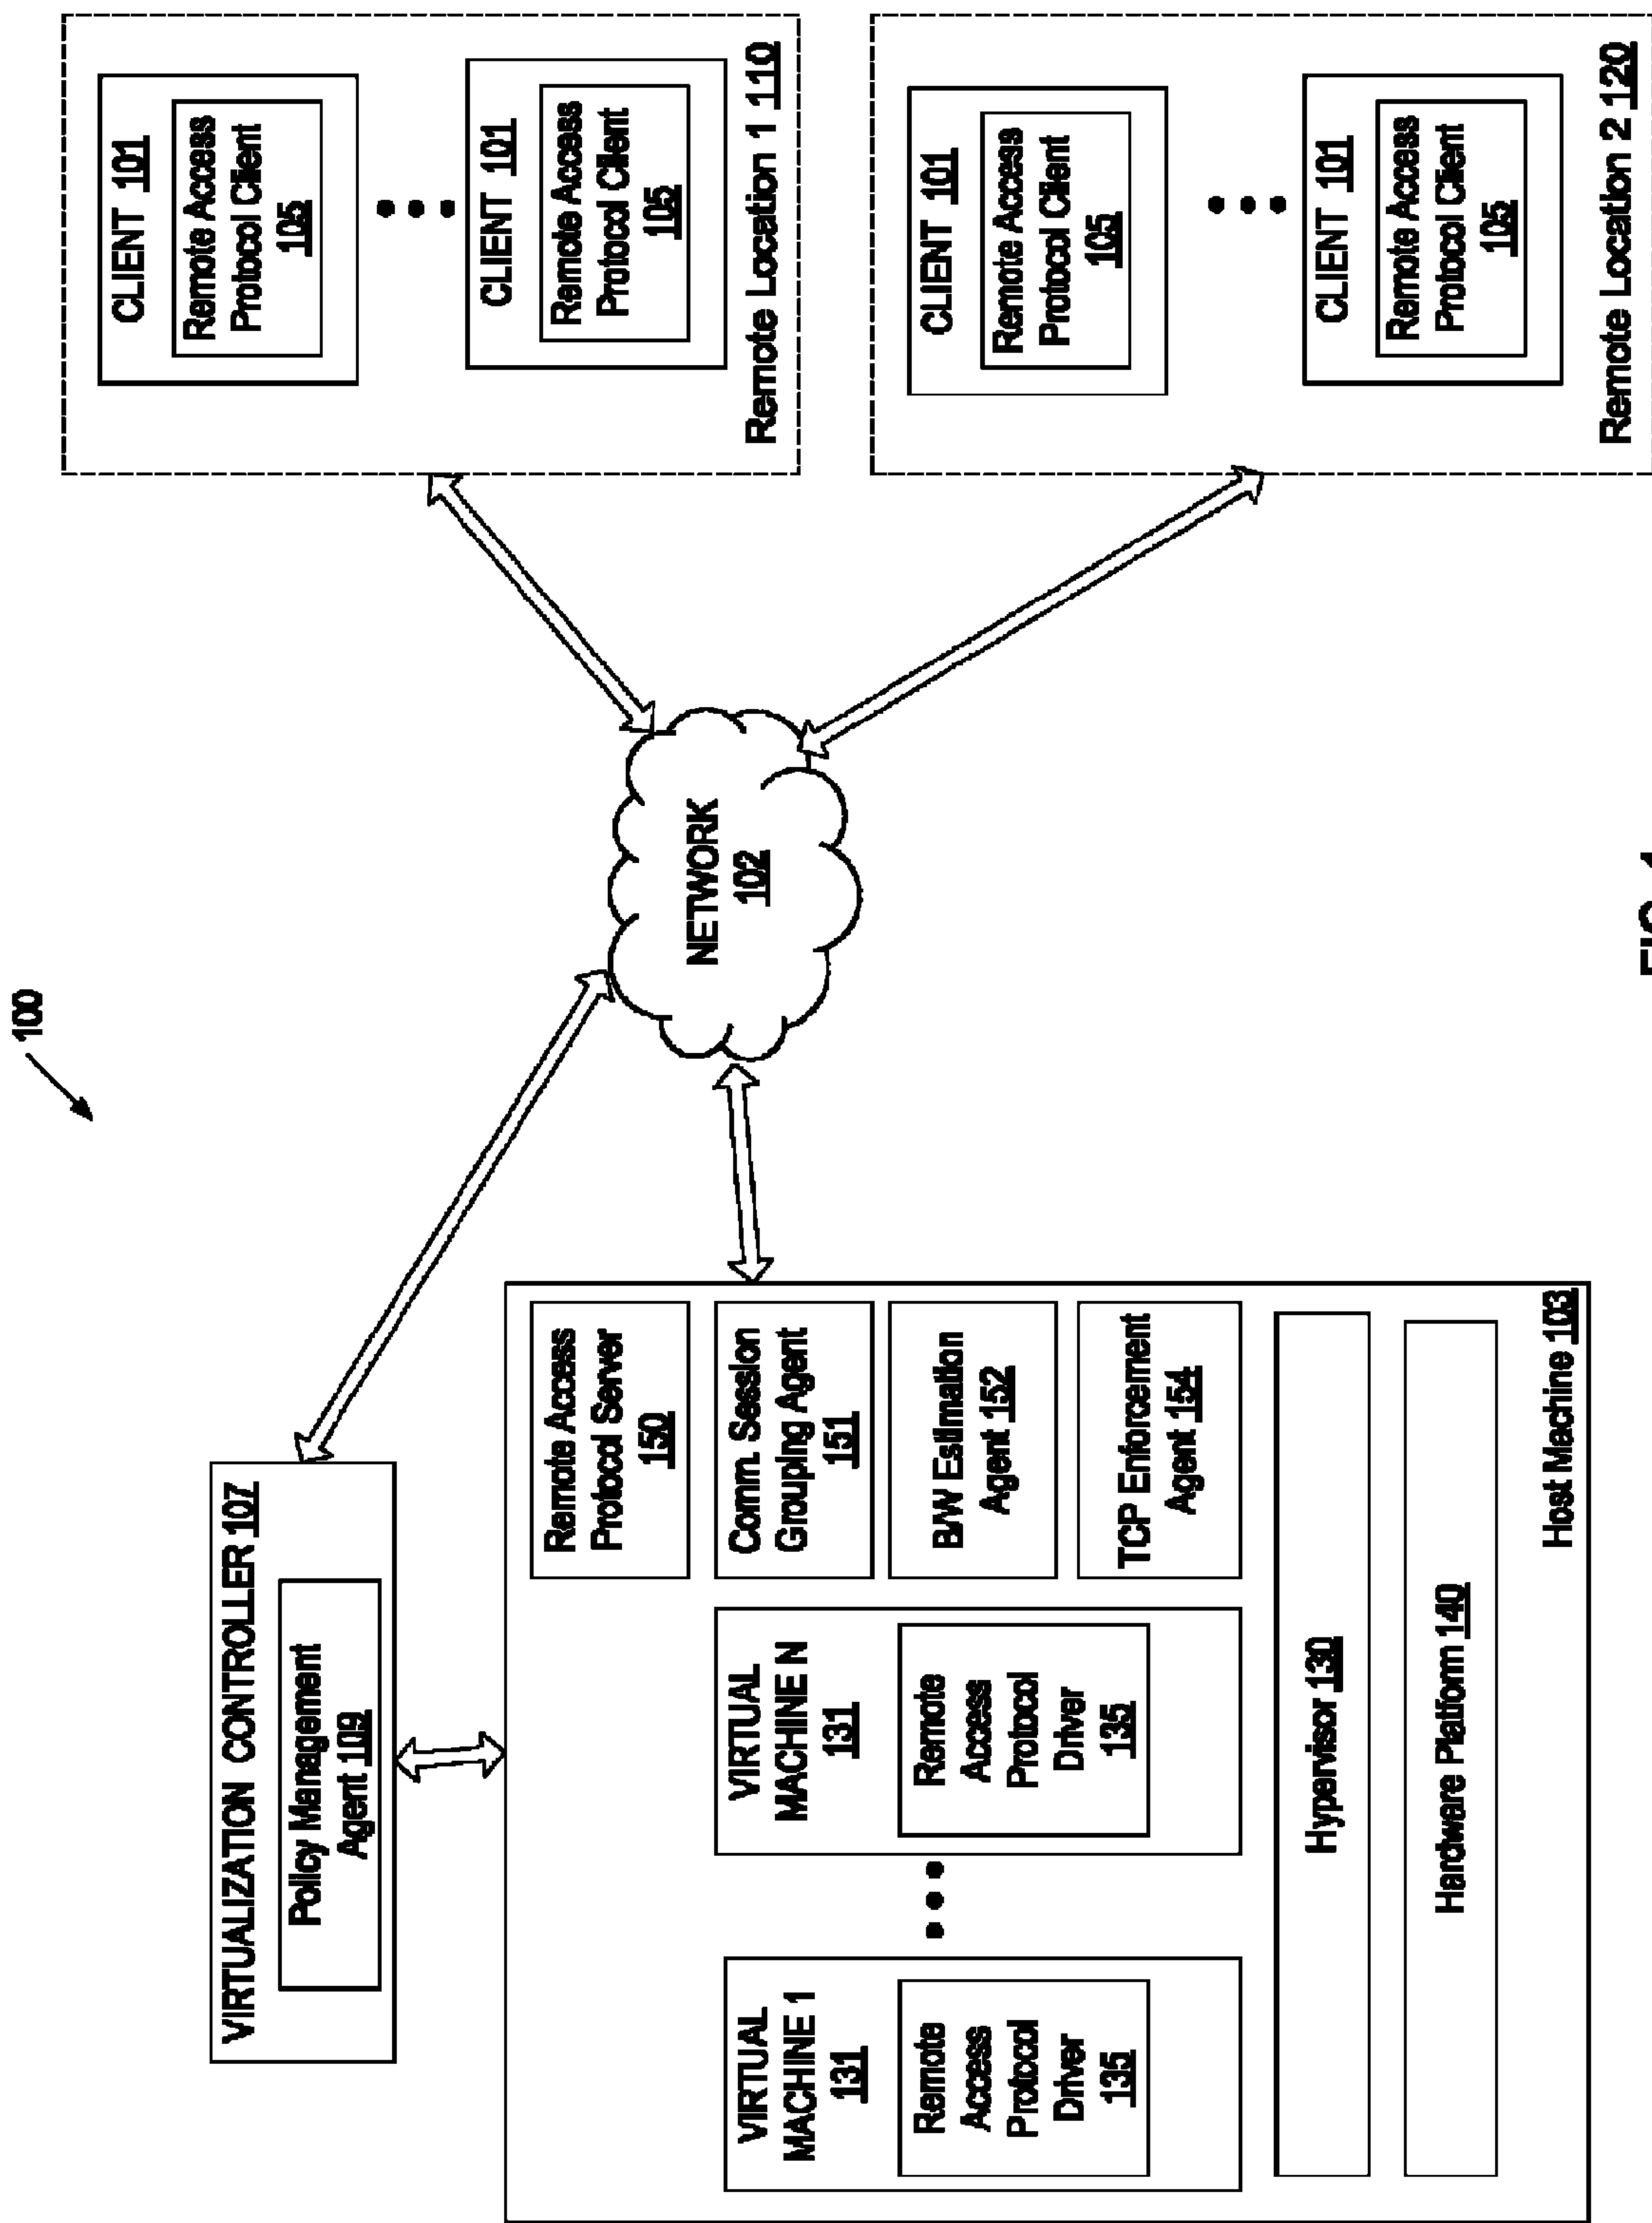 100
VIRTUALIZATION CONTROLLER 107
Policy Management
Agent 109
VIRTUAL
MACHINE 1
131
Remote
Access
Protocol
Driver
135
VIRTUAL
MACHINE N
131
Remote
Access
Protocol
Driver
135
Remote Access
Protocol Server
150
Comm. Session
Grouping Agent
151
B/W Estimation
Agent 152
TCP Enforcement
Agent 154
Hypervisor 130
Hardware Platform 140
Host Machine 103
NETWORK
102
CLIENT 101
Remote Access
Protocol Client
105
CLIENT 101
Remote Access
Protocol Client
105
Remote Location 1 110
CLIENT 101
Remote Access
Protocol Client
105
CLIENT 101
Remote Access
Protocol Client
105
Remote Location 2 120
FIG. 1